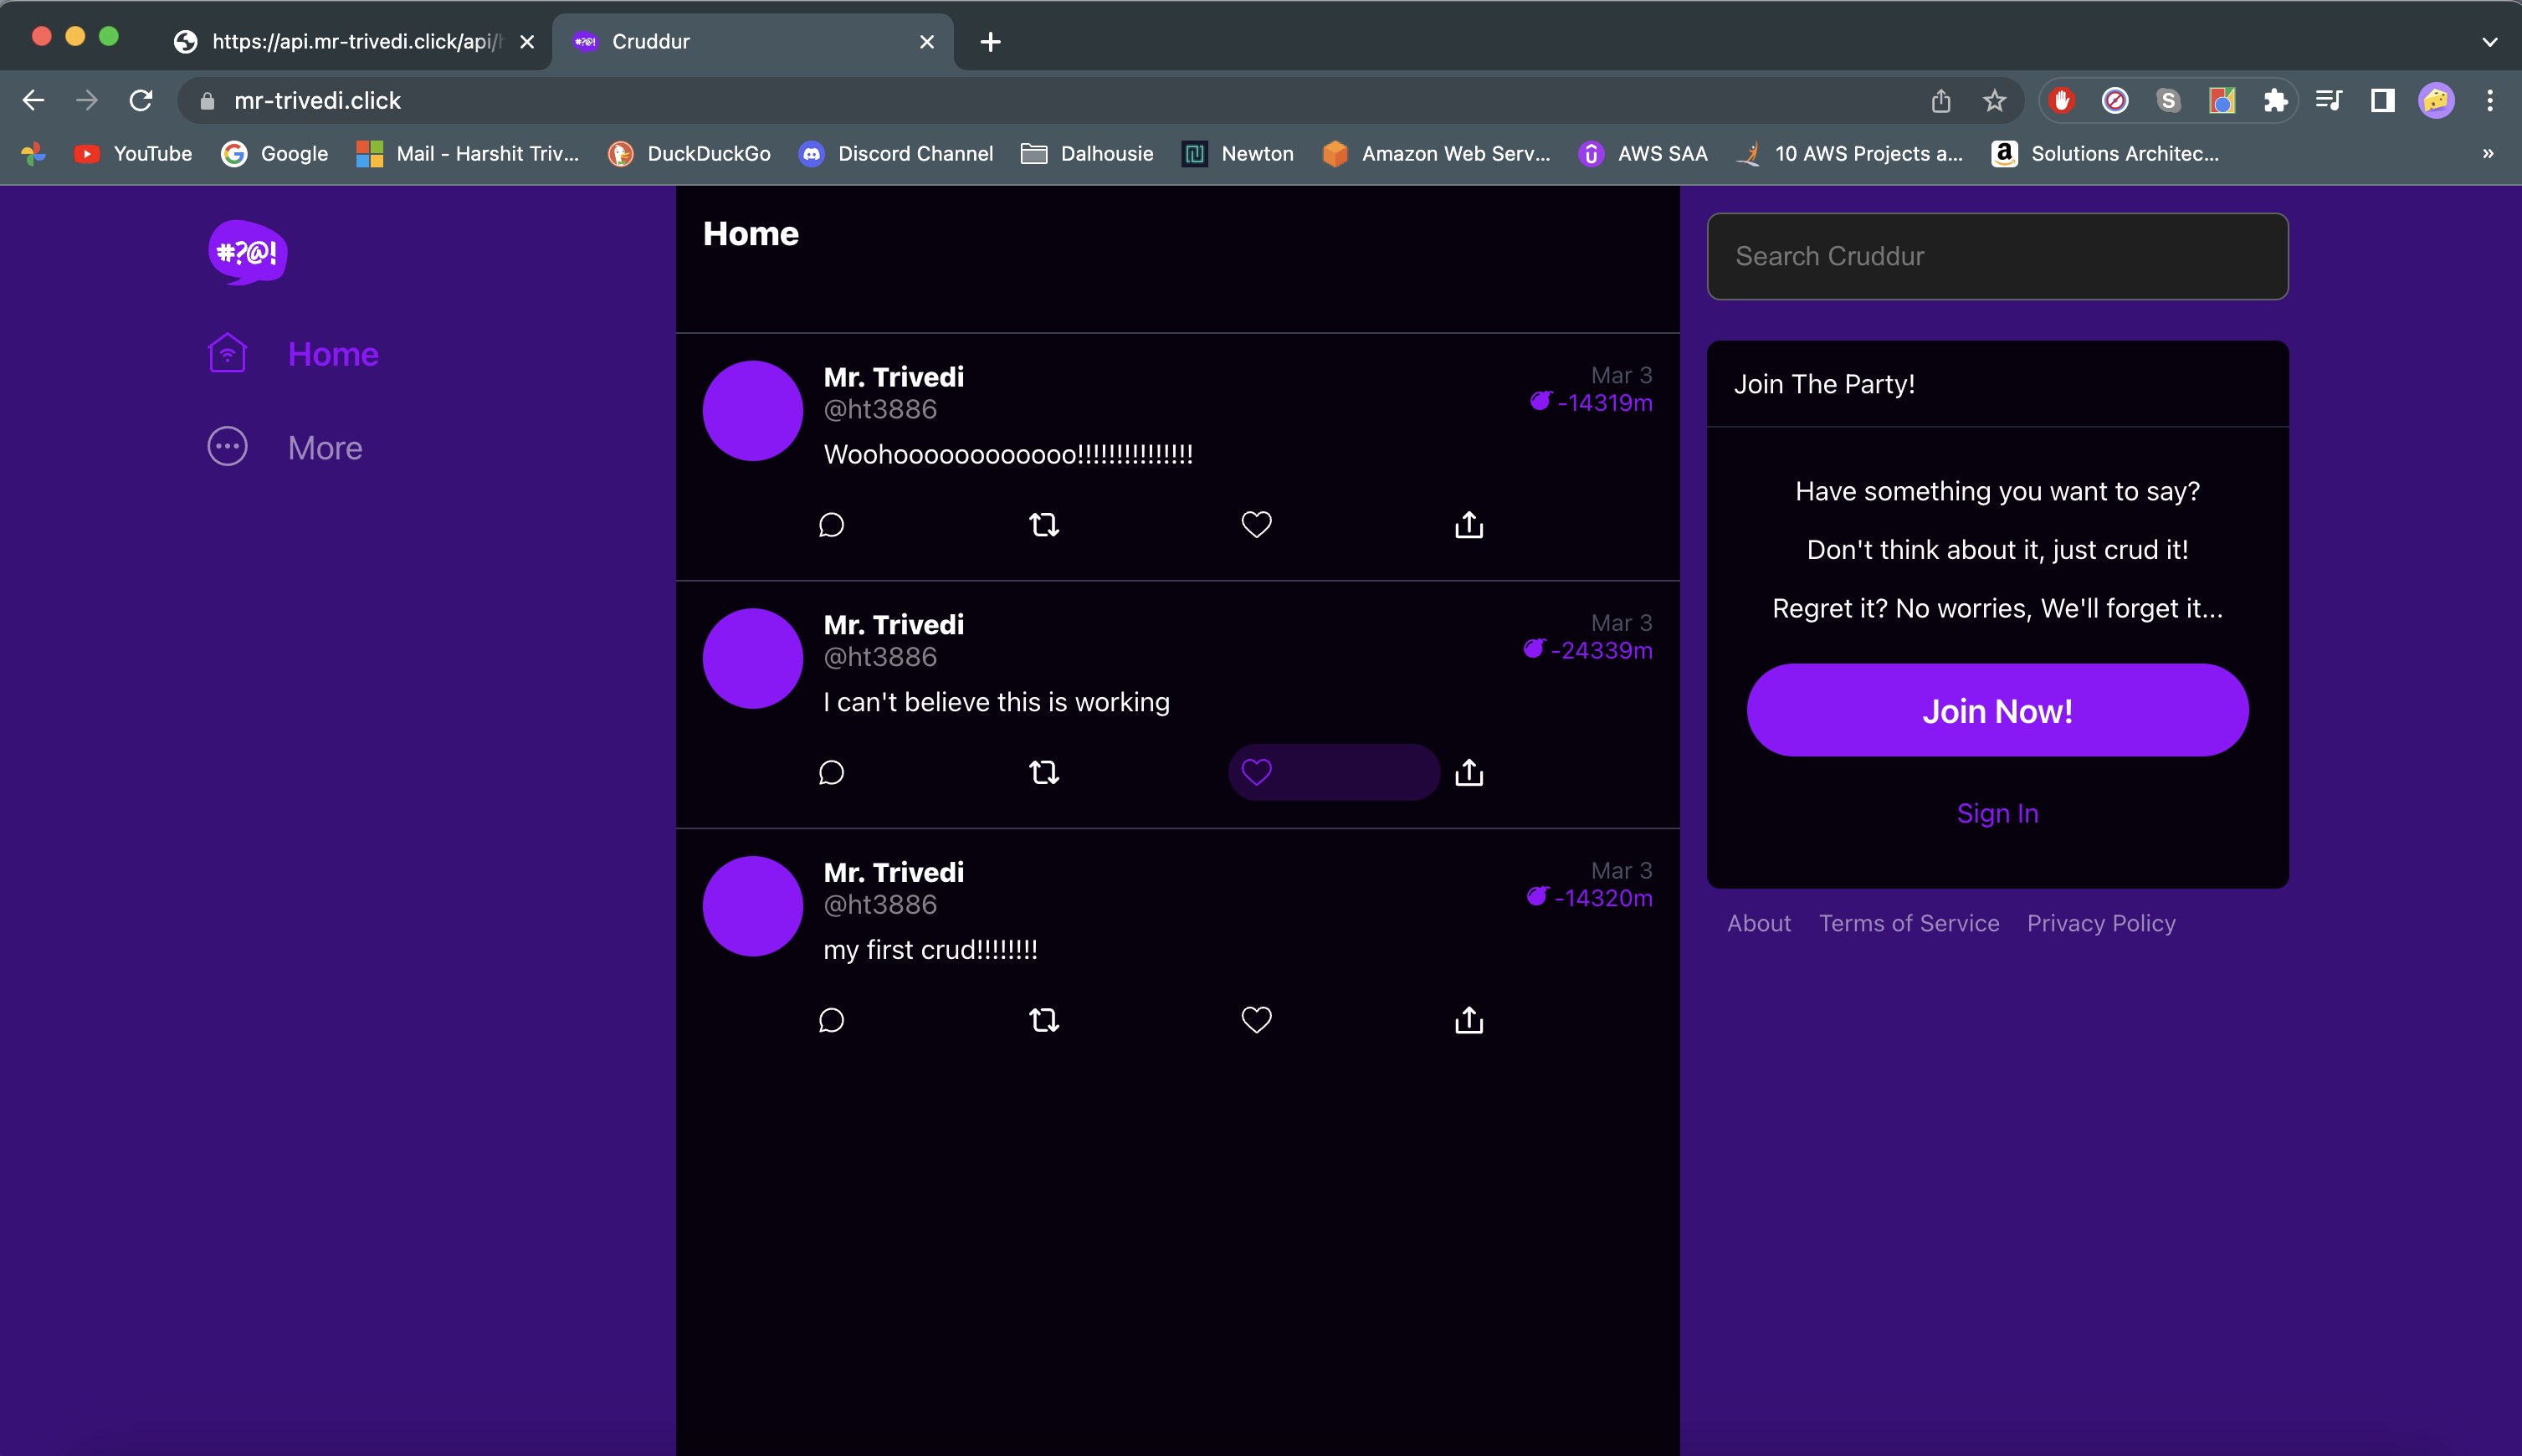 https://api.mr-trivedi.click/api/
Cruddur
mr-trivedi.click
YouTube
Google
Mail - Harshit Triv...
DuckDuckGo
Discord Channel
Dalhousie
Newton
Amazon Web Serv...
AWS SAA
10 AWS Projects a...
Solutions Architec...
»
#?@!
Home
More
Home
Mr. Trivedi
@ht3886
Mar 3
-14319m
Woohoooooooooooo!!!!!!!!!!!!!!!
Mr. Trivedi
@ht3886
Mar 3
-24339m
I can't believe this is working
Mr. Trivedi
@ht3886
Mar 3
-14320m
my first crud!!!!!!!!
Search Cruddur
Join The Party!
Have something you want to say?
Don't think about it, just crud it!
Regret it? No worries, We'll forget it...
Join Now!
Sign In
About
Terms of Service
Privacy Policy